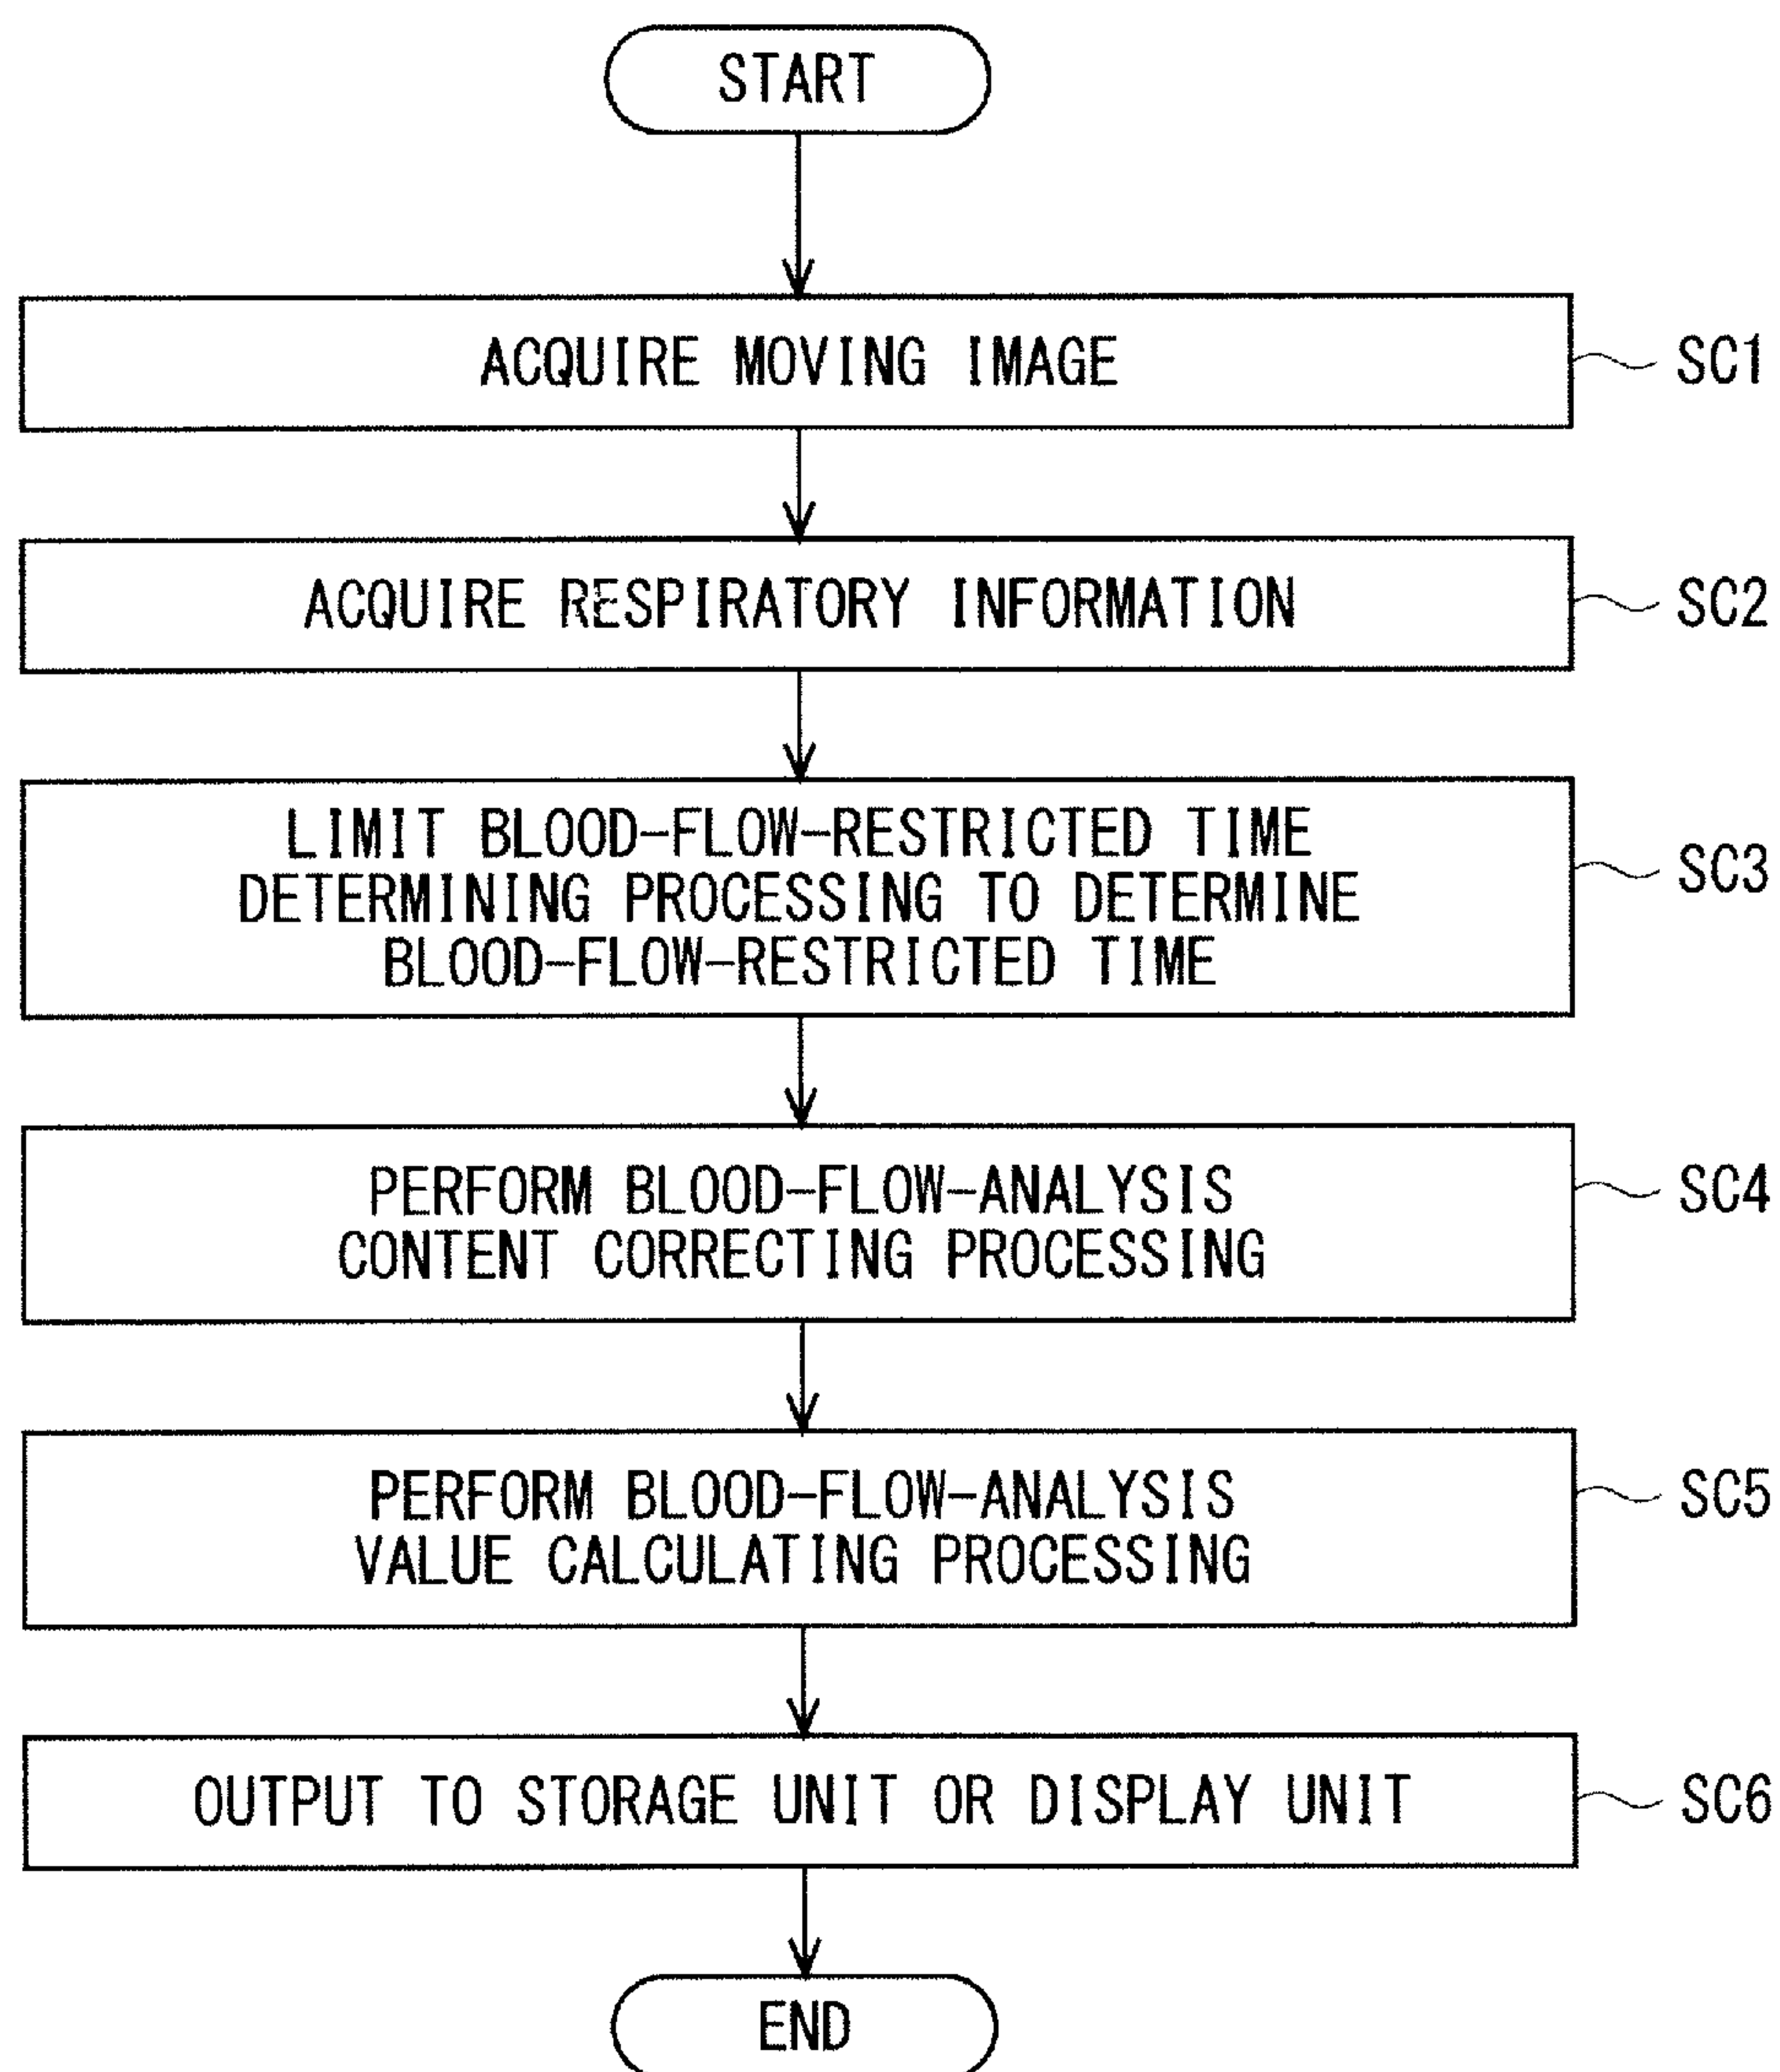 START
ACQUIRE MOVING IMAGE
SC1
ACQUIRE RESPIRATORY INFORMATION
SC2
LIMIT BLOOD-FLOW-RESTRICTED TIME
DETERMINING PROCESSING TO DETERMINE
BLOOD-FLOW-RESTRICTED TIME
SC3
PERFORM BLOOD-FLOW-ANALYSIS
CONTENT CORRECTING PROCESSING
SC4
PERFORM BLOOD-FLOW-ANALYSIS
VALUE CALCULATING PROCESSING
SC5
OUTPUT TO STORAGE UNIT OR DISPLAY UNIT
SC6
END